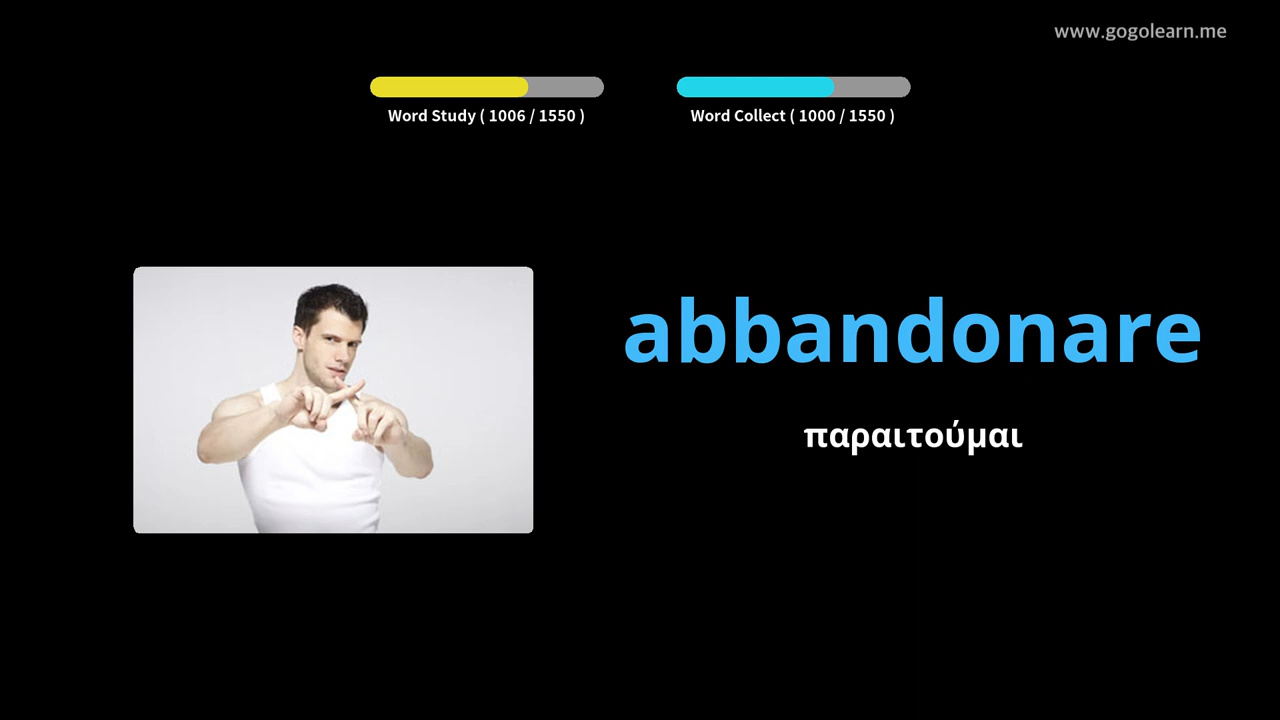 www.gogolearn.me
Word Study ( 1006 / 1550 )
Word Collect ( 1000 / 1550 )
abbandonare
παραιτούμαι